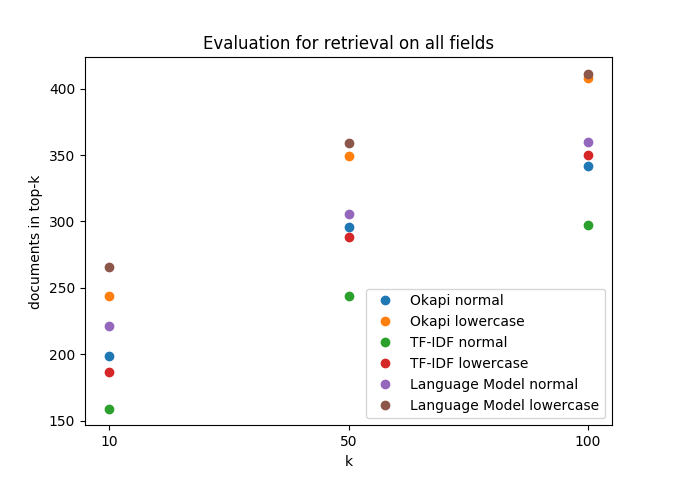 Evaluation for retrieval on all fields
documents in top-k
400
350
300
250
200
150
10
50
100
k
Okapi normal
Okapi lowercase
TF-IDF normal
TF-IDF lowercase
Language Model normal
Language Model lowercase